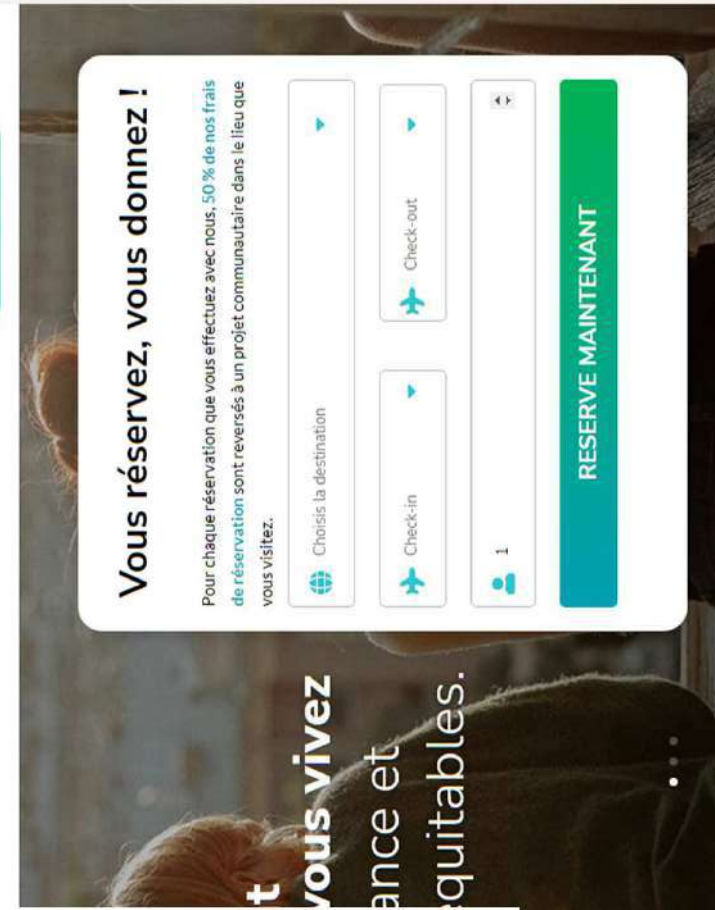 Vous réservez, vous donnez !
Pour chaque réservation que vous effectuez avec nous, 50 % de nos frais
de réservation sont reversés à un projet communautaire dans le lieu que
vous visitez.
Choisis la destination
Check-in
Check-out
1
RESERVE MAINTENANT
t
vous vivez
ance et
équitables.